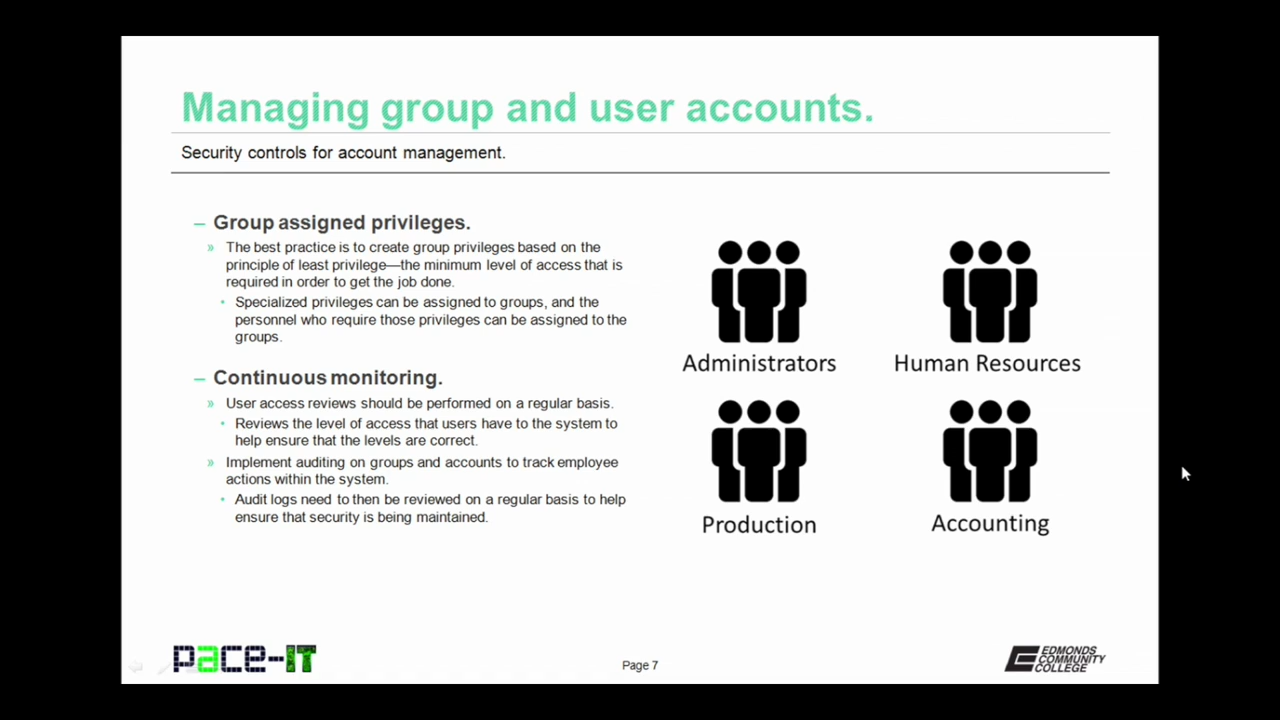 Managing group and user accounts.
Security controls for account management.
– Group assigned privileges.
» The best practice is to create group privileges based on the
principle of least privilege—the minimum level of access that is
required in order to get the job done.
• Specialized privileges can be assigned to groups, and the
personnel who require those privileges can be assigned to the
groups.
– Continuous monitoring.
» User access reviews should be performed on a regular basis.
• Reviews the level of access that users have to the system to
help ensure that the levels are correct.
» Implement auditing on groups and accounts to track employee
actions within the system.
• Audit logs need to then be reviewed on a regular basis to help
ensure that security is being maintained.
Administrators
Human Resources
Production
Accounting
pace-IT
Page 7
EDMONDS
COMMUNITY
COLLEGE